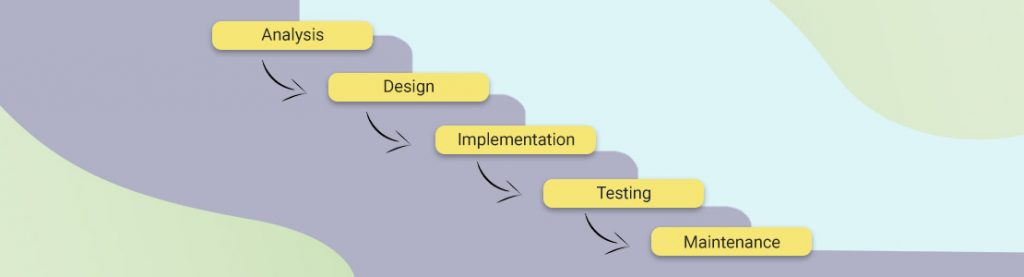 Analysis
Design
Implementation
Testing
Maintenance